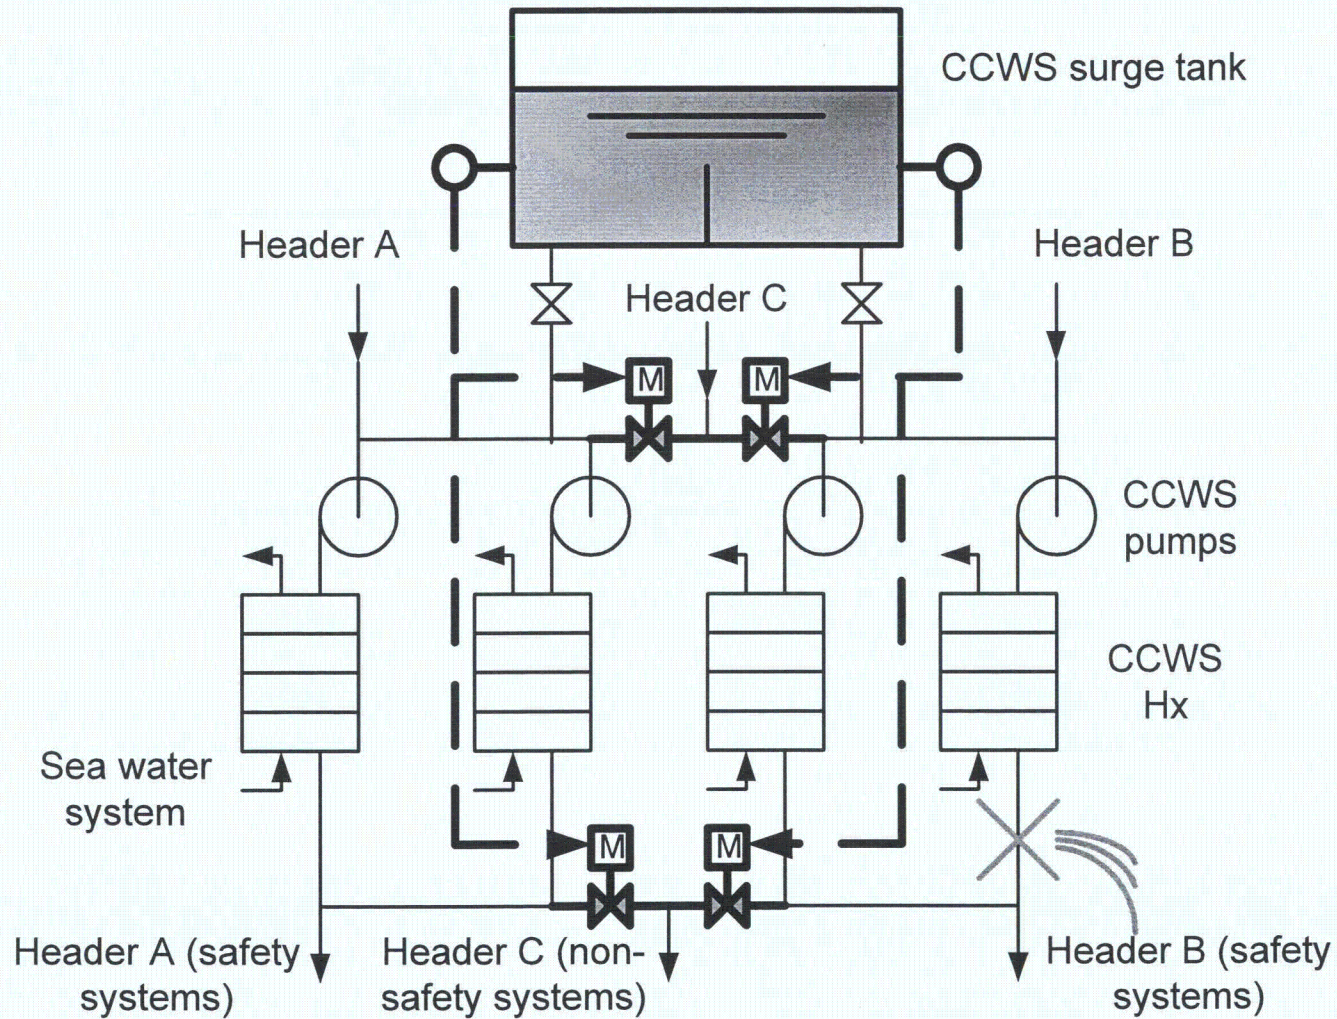 CCWS surge tank
Header A
Header B
Header C
M
M
CCWS
pumps
CCWS
Hx
Sea water
system
M
M
Header A (safety
systems)
Header C (non-
safety systems)
Header B (safety
systems)